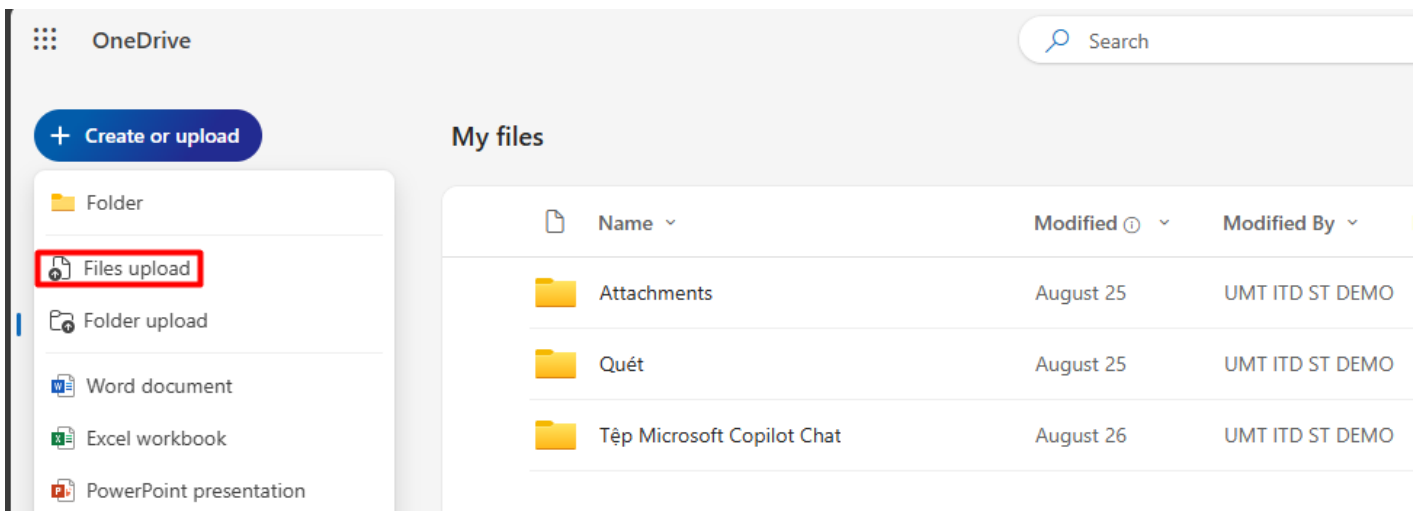 OneDrive
Search
Create or upload
My files
Folder
Files upload
Folder upload
Word document
Excel workbook
PowerPoint presentation
Name Modified Modified By
Attachments August 25 UMT ITD ST DEMO
Quét August 25 UMT ITD ST DEMO
Tệp Microsoft Copilot Chat August 26 UMT ITD ST DEMO